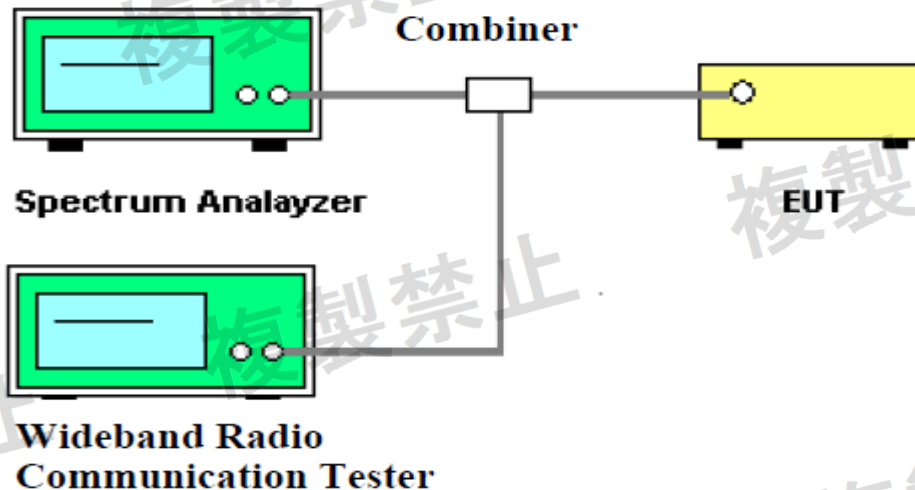 Combiner
Spectrum Analayzer
EUT
Wideband Radio
Communication Tester
複製禁止
複製禁止
複製
止